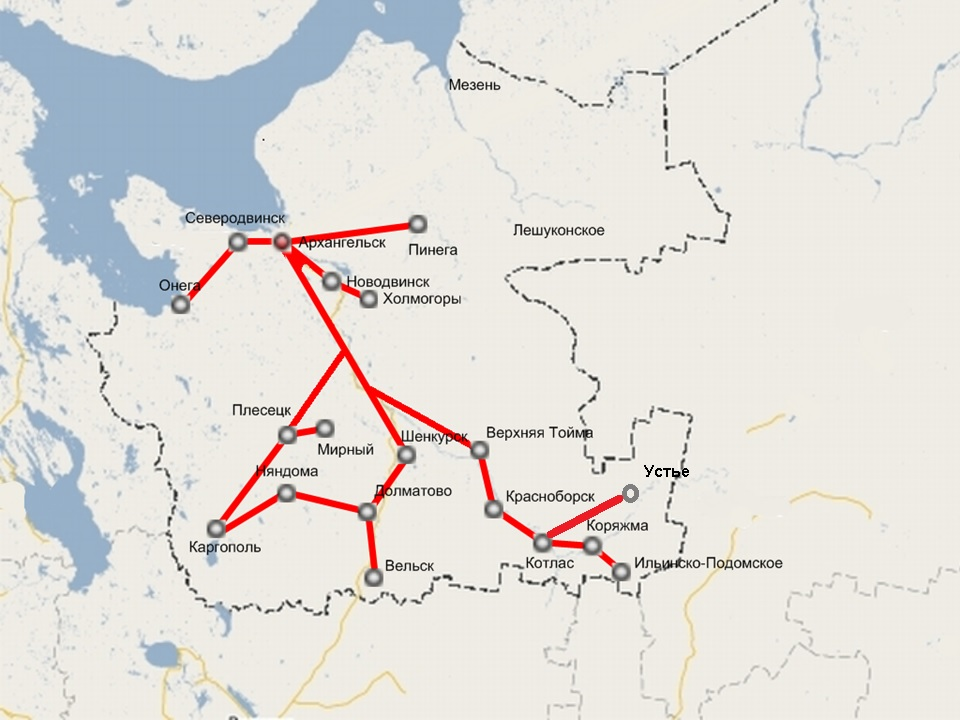 Мезень
Северодвинск
Архангельск
Пинега
Лешуконское
Онега
Новодвинск
Холмогоры
Плесецк
Мирный
Шенкурск
Верхняя Тойма
Няндома
Долматово
Устье
Красноборск
Коряжма
Каргополь
Вельск
Котлас
Ильинско-Подомское